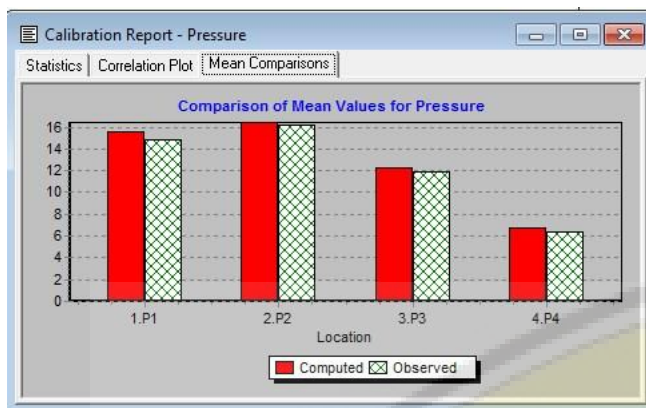 Calibration Report - Pressure
Statistics Correlation Plot Mean Comparisons
Comparison of Mean Values for Pressure
16
14
12
10
8
6
4
2
0
1.P1 2.P2 3.P3 4.P4
Location
Computed Observed